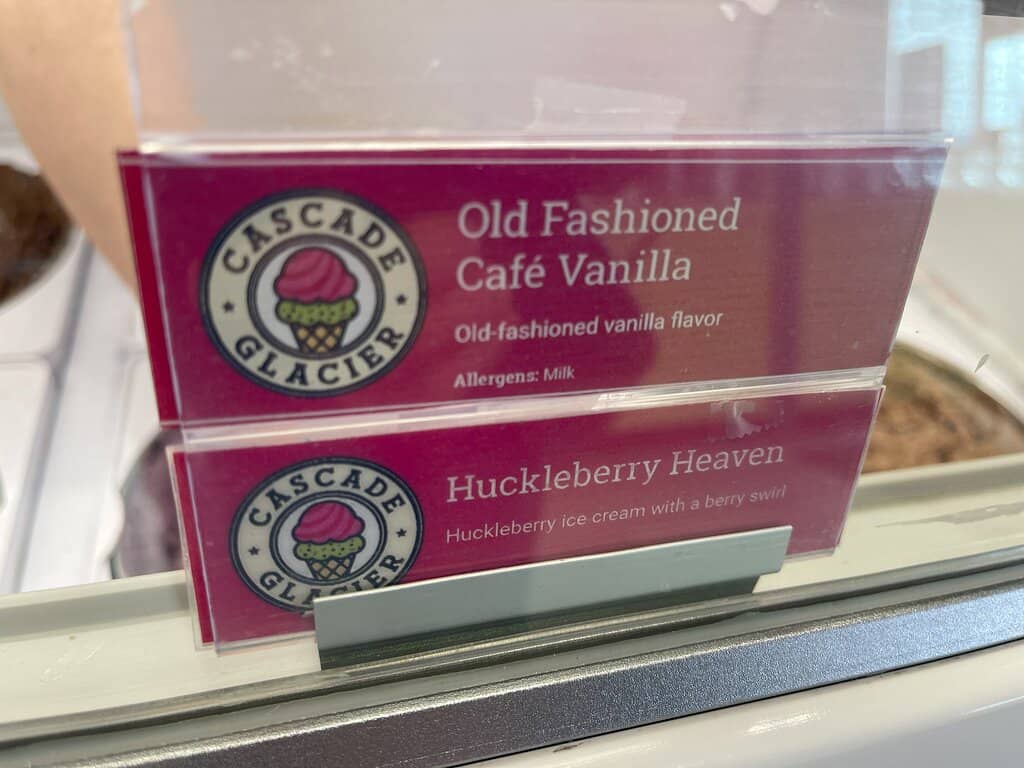 CASCADE
GLACIER
Old Fashioned
Café Vanilla
Old-fashioned vanilla flavor
Allergens: Milk
CASCADE
GLACIER
Huckleberry Heaven
Huckleberry ice cream with a berry swirl